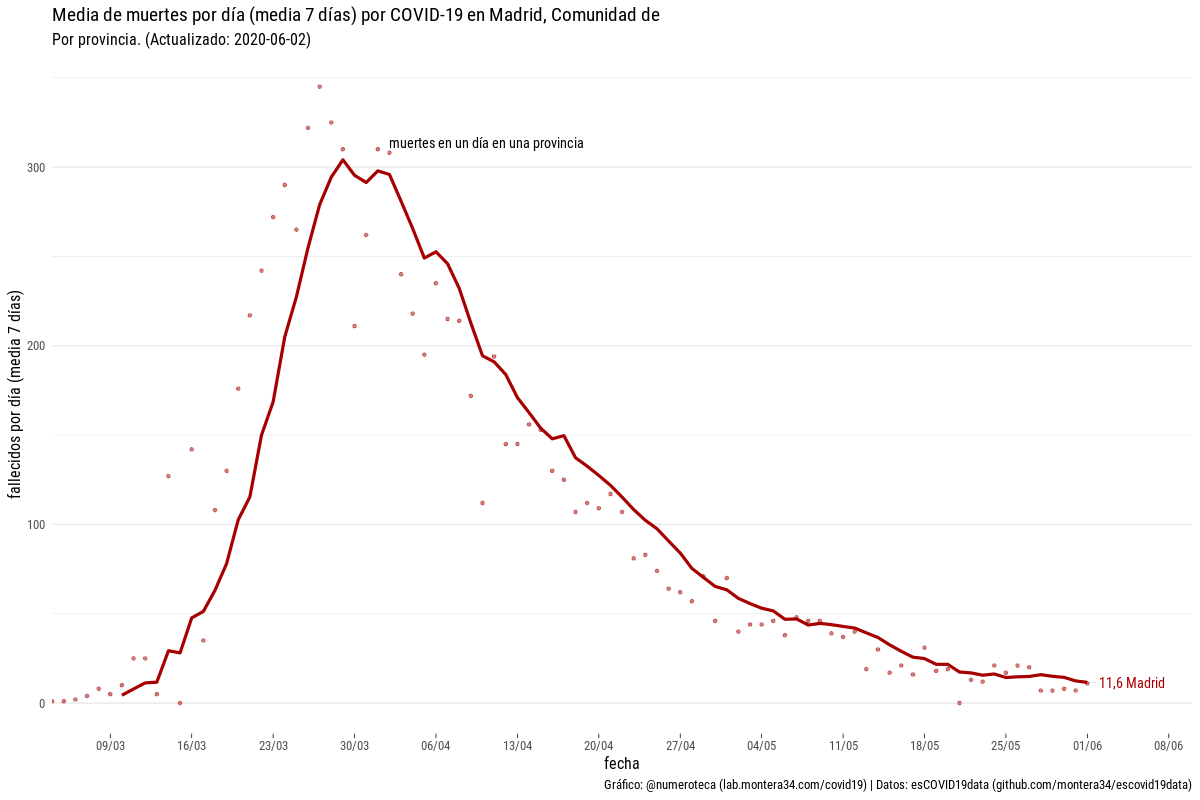 Media de muertes por día (media 7 días) por COVID-19 en Madrid, Comunidad de
Por provincia. (Actualizado: 2020-06-02)
muertes en un día en una provincia
fallecidos por día (media 7 días)
300
200
100
0
11,6 Madrid
09/03
16/03
23/03
30/03
06/04
13/04
20/04
27/04
04/05
11/05
18/05
25/05
01/06
08/06
fecha
Gráfico: @numeroteca (lab.montera34.com/covid19) | Datos: esCOVID19data (github.com/montera34/escovid19data)